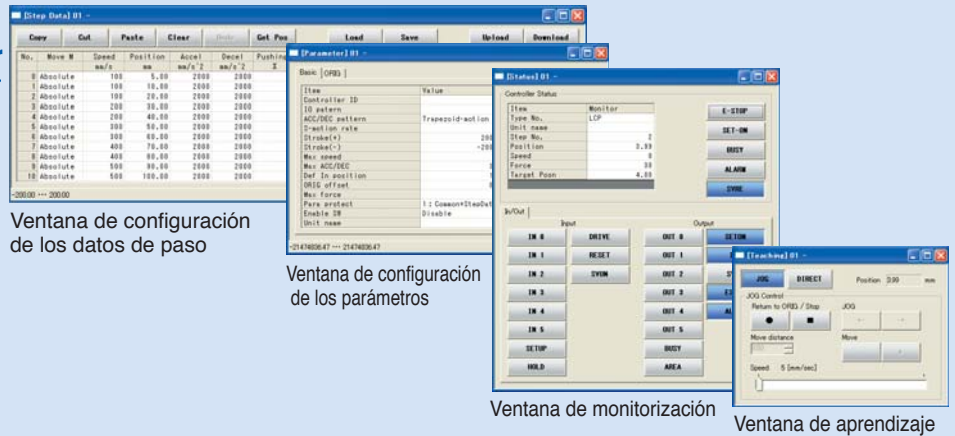 [Step Data] 01 -
Copy Cut Paste Clear Undo Get Pos Load Save Upload Download
No. Move M Speed Position Accel Decel Pushing
mm/s mm mm/s^2 mm/s^2 %
0 Absolute 100 5.00 2000 2000
1 Absolute 100 10.00 2000 2000
2 Absolute 100 20.00 2000 2000
3 Absolute 200 30.00 2000 2000
4 Absolute 200 40.00 2000 2000
5 Absolute 300 50.00 2000 2000
6 Absolute 300 60.00 2000 2000
7 Absolute 400 70.00 2000 2000
8 Absolute 400 80.00 2000 2000
9 Absolute 500 90.00 2000 2000
10 Absolute 500 100.00 2000 2000
-200.00 --- 200.00
Ventana de configuración
de los datos de paso
[Parameter] 01 -
Basic ORIG
Item Value
Controller ID
IO patern
ACC/DEC pattern Trapezoid-motion
S-motion rate
Stroke(+) 200
Stroke(-) -200
Max speed
Max ACC/DEC
Def In position
ORIG offset
Max force
Para protect 1 : Common+StepDat
Enable SW Disable
Unit name
-21474836.47 --- 21474836.47
Ventana de configuración
de los parámetros
[Status] 01 -
Controller Status
Item Monitor
Type No. LCP
Unit name
Step No. 2
Position 3.99
Speed 0
Force 30
Target Posn 4.00
E-STOP
SET-ON
BUSY
ALARM
SVRE
In/Out
Input Output
IN 0 DRIVE OUT 0 SETON
IN 1 RESET OUT 1
IN 2 SVON OUT 2
IN 3 OUT 3
IN 4 OUT 4
IN 5 OUT 5
SETUP BUSY
HOLD AREA
Ventana de monitorización
[Teaching] 01 -
JOG DIRECT Position 3.99 mm
JOG Control
Return to ORIG / Stop JOG
Move distance Move
Speed 5 [mm/sec]
Ventana de aprendizaje